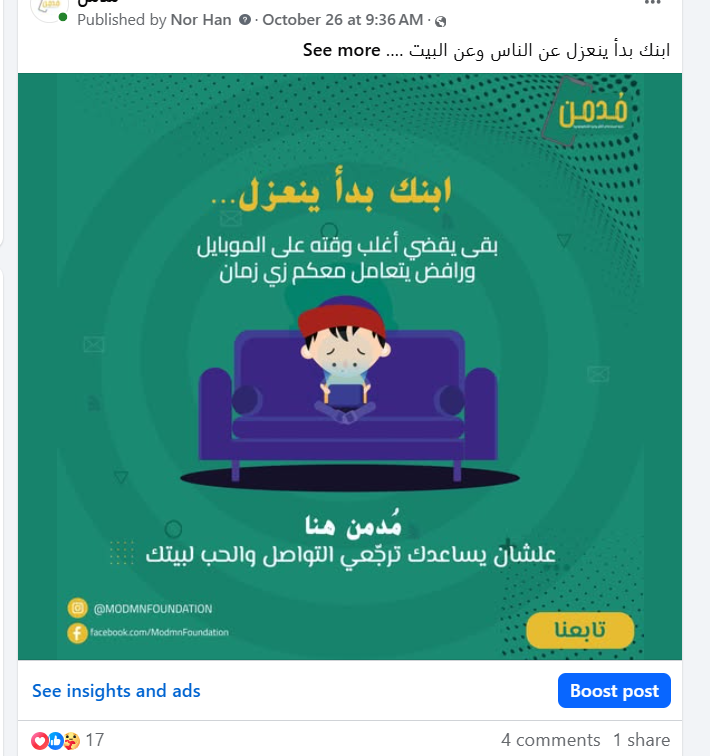 Published by Nor Han · October 26 at 9:36 AM ·
ابنك بدأ ينعزل عن الناس وعن البيت .... See more
مُدمن
ابنك بدأ ينعزل...
بقى يقضي أغلب وقته على الموبايل
ورافض يتعامل معكم زي زمان
مُدمن هنا
علشان يساعدك ترجّعي التواصل والحب لبيتك
@MODMNFOUNDATION
facebook.com/ModmnFoundation
تابعنا
See insights and ads
Boost post
17
4 comments 1 share